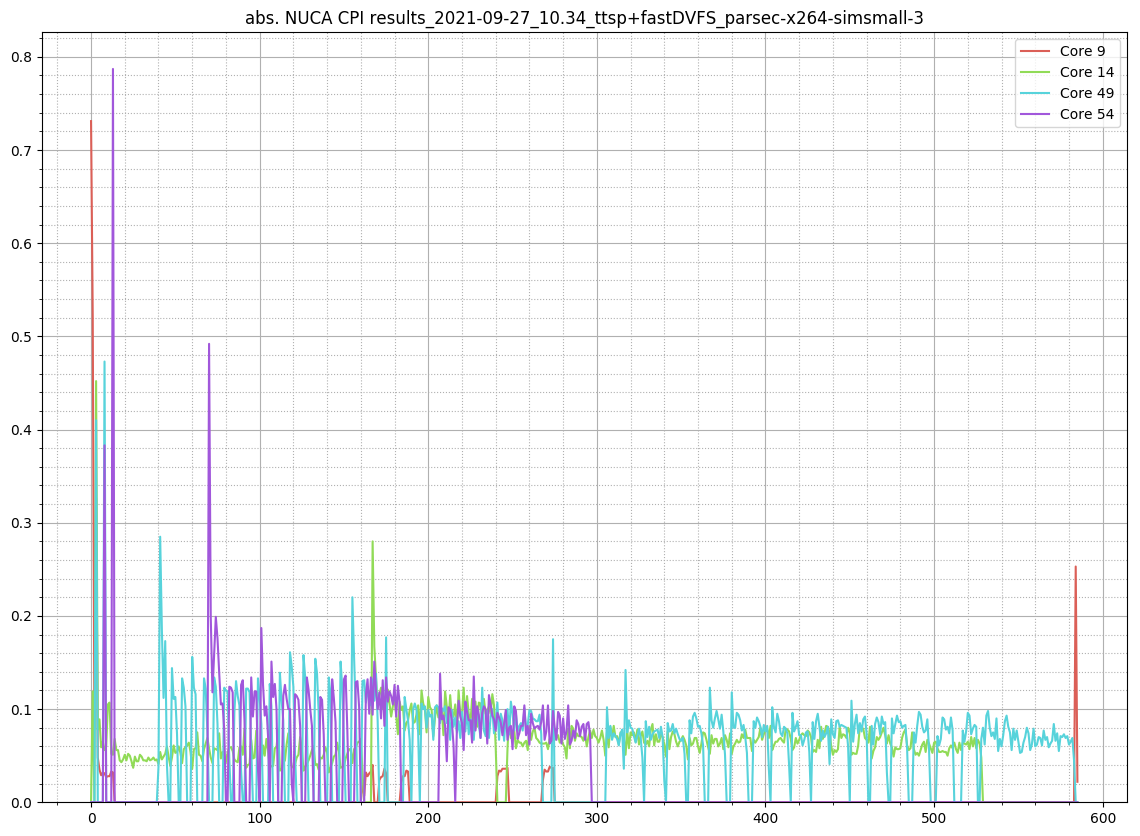 abs. NUCA CPI results_2021-09-27_10.34_ttsp+fastDVFS_parsec-x264-simsmall-3
Core 9
Core 14
Core 49
Core 54
0.8
0.7
0.6
0.5
0.4
0.3
0.2
0.1
0.0
0 100 200 300 400 500 600